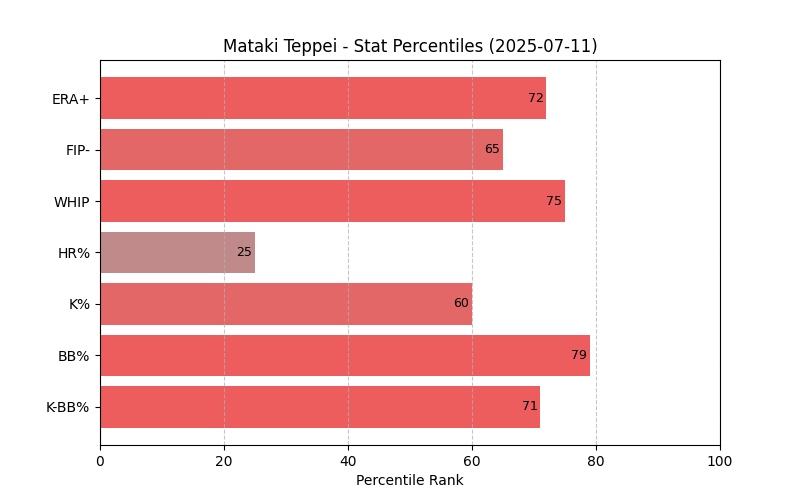 Mataki Teppei - Stat Percentiles (2025-07-11)
ERA+ 72
FIP- 65
WHIP 75
HR% 25
K% 60
BB% 79
K-BB% 71
0 20 40 60 80 100
Percentile Rank